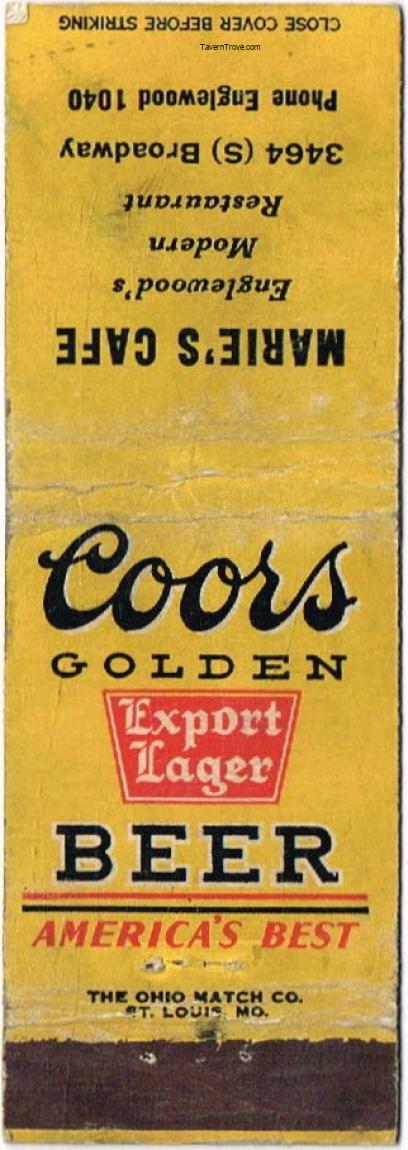 CLOSE COVER BEFORE STRIKING
TavernTrove.com
MARIE'S CAFE
Englewood's
Modern
Restaurant
3464 (S) Broadway
Phone Englewood 1040
Coors
GOLDEN
Export
Lager
BEER
AMERICA'S BEST
THE OHIO MATCH CO.
ST. LOUIS, MO.